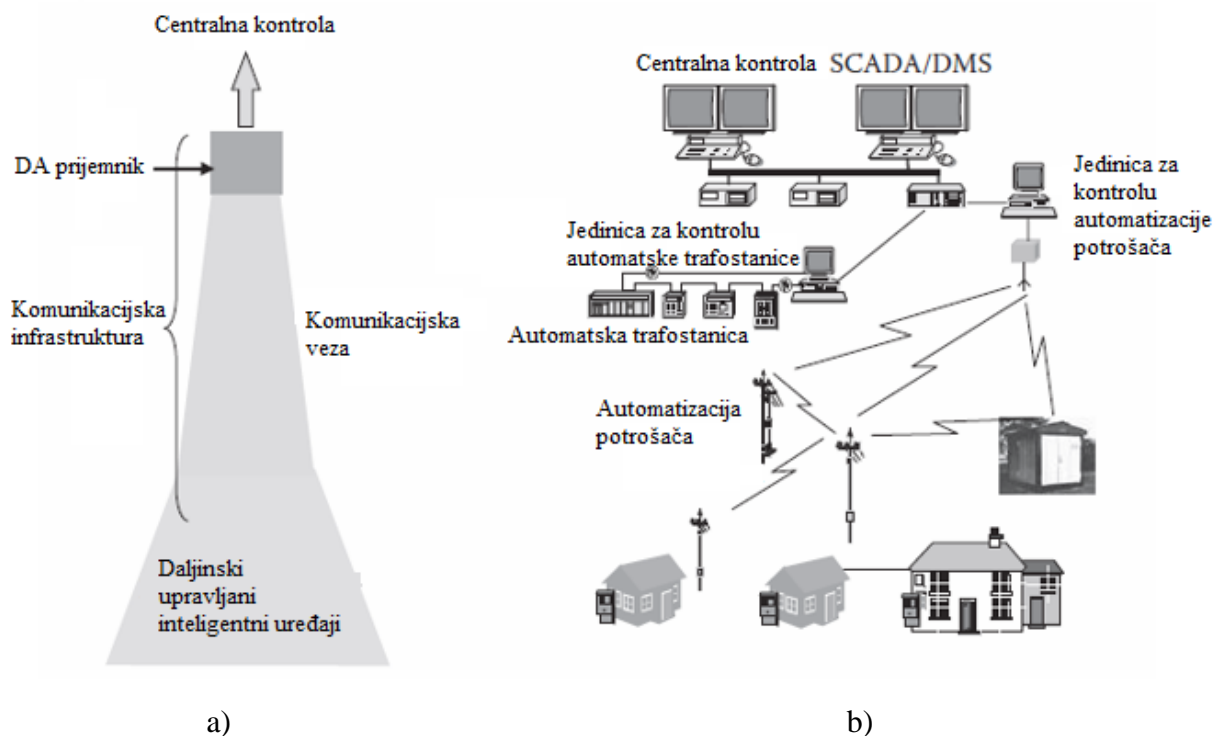 Centralna kontrola
DA prijemnik
Komunikacijska
infrastruktura
Komunikacijska
veza
Daljinski
upravljani
inteligentni uređaji
a)
Centralna kontrola SCADA/DMS
Jedinica za
kontrolu
automatizacije
potrošača
Jedinica za kontrolu
automatske trafostanice
Automatska trafostanica
Automatizacija
potrošača
b)